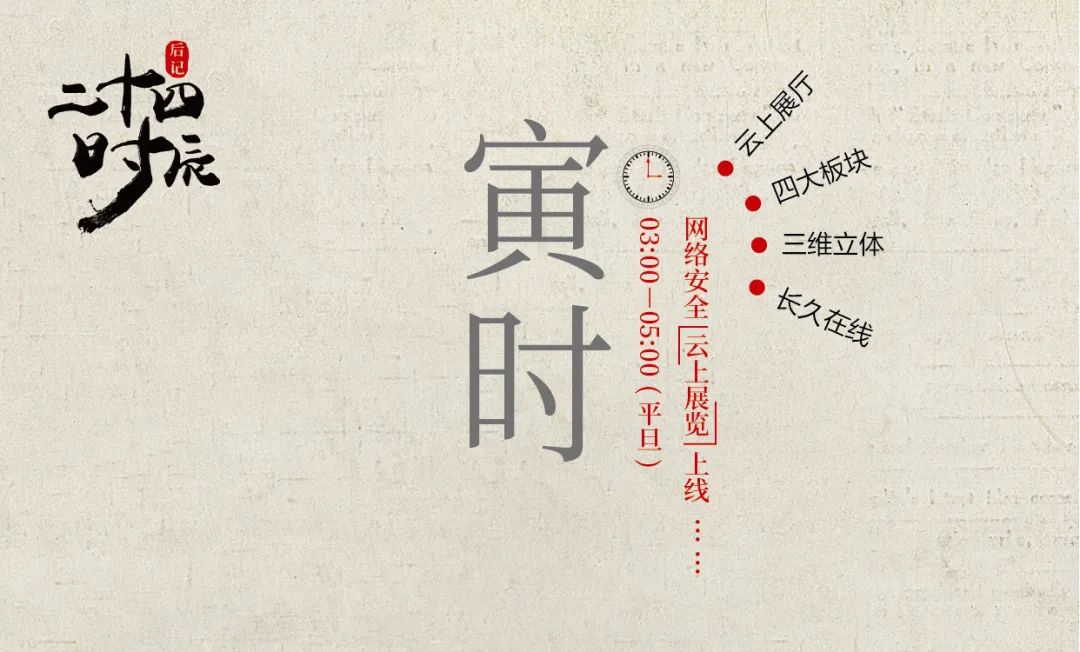 后记
二十四
时辰
寅时
03:00—05:00(平旦)
网络安全「云上展览」上线……
云上展厅
四大板块
三维立体
长久在线